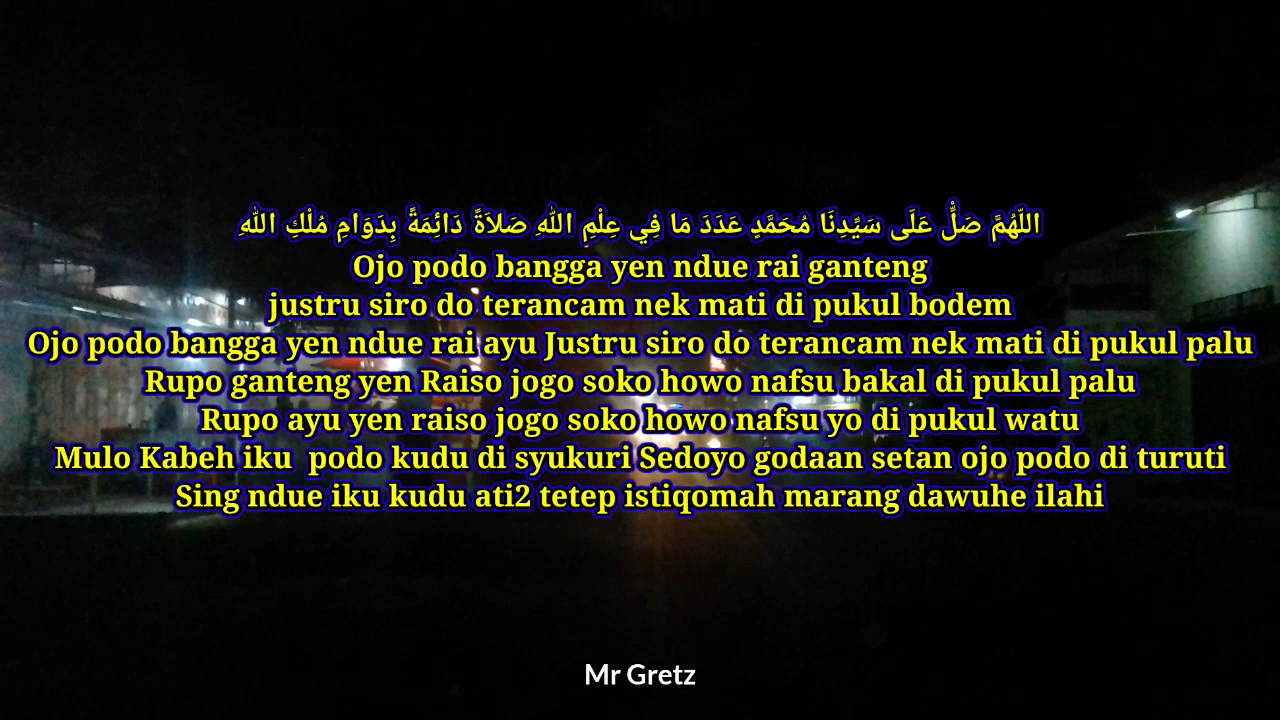 اللّهُمَّ صَلِّ عَلَى سَيِّدِنَا مُحَمَّدٍ عَدَدَ مَا فِي عِلْمِ اللهِ صَلاَةً دَائِمَةً بِدَوَامِ مُلْكِ اللهِ
Ojo podo bangga yen ndue rai ganteng
justru siro do terancam nek mati di pukul bodem
Ojo podo bangga yen ndue rai ayu Justru siro do terancam nek mati di pukul palu
Rupo ganteng yen Raiso jogo soko howo nafsu bakal di pukul palu
Rupo ayu yen raiso jogo soko howo nafsu yo di pukul watu
Mulo Kabeh iku  podo kudu di syukuri Sedoyo godaan setan ojo podo di turuti
Sing ndue iku kudu ati2 tetep istiqomah marang dawuhe ilahi
Mr Gretz